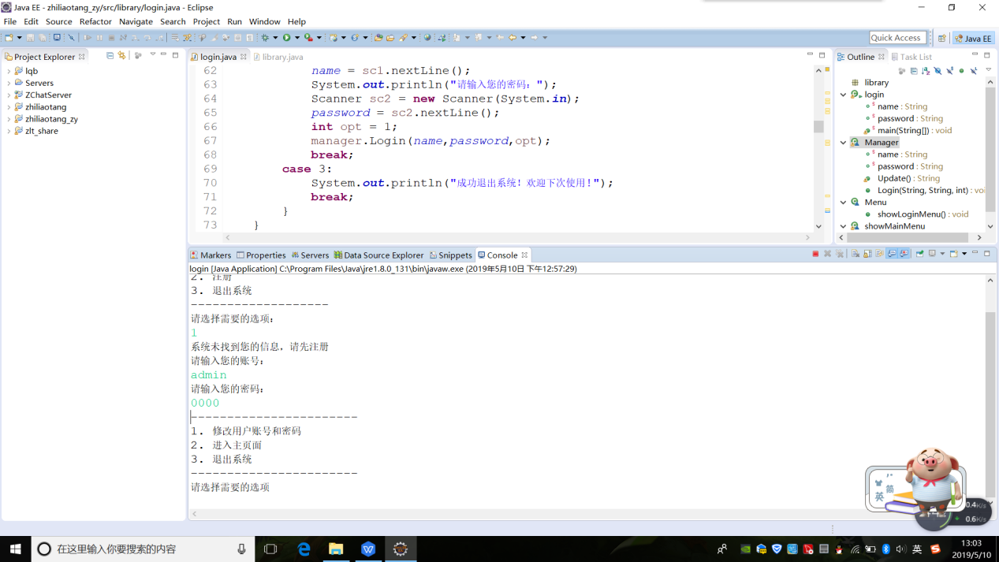 Java EE - zhiliaotang_zy/src/library/login.java - Eclipse
File Edit Source Refactor Navigate Search Project Run Window Help
Quick Access Java EE
Project Explorer
lqb
Servers
ZChatServer
zhiliaotang
zhiliaotang_zy
zlt_share
login.java library.java
62 name = sc1.nextLine();
63 System.out.println("请输入您的密码：");
64 Scanner sc2 = new Scanner(System.in);
65 password = sc2.nextLine();
66 int opt = 1;
67 manager.Login(name,password,opt);
68 break;
69 case 3:
70 System.out.println("成功退出系统！欢迎下次使用！");
71 break;
72 }
73 }
Outline Task List
library
login
name : String
password : String
main(String[]) : void
Manager
name : String
password : String
Update() : String
Login(String, String, int) : voi
Menu
showLoginMenu() : void
showMainMenu
Markers Properties Servers Data Source Explorer Snippets Console
login [Java Application] C:\Program Files\Java\jre1.8.0_131\bin\javaw.exe (2019年5月10日 下午12:57:29)
2. 注册
3. 退出系统
-------------------
请选择需要的选项：
1
系统未找到您的信息，请先注册
请输入您的账号：
admin
请输入您的密码：
0000
-----------------------
1. 修改用户账号和密码
2. 进入主页面
3. 退出系统
-----------------------
请选择需要的选项
简
英
0.4K/s
0.6K/s
在这里输入你要搜索的内容
英
13:03
2019/5/10